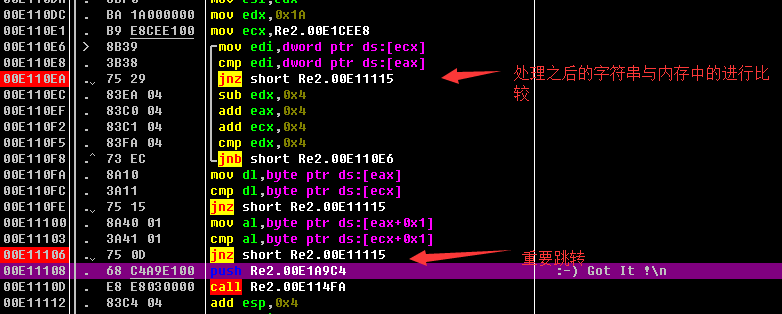 00E110DA . 8BF0 mov esi,eax
00E110DC . BA 1A000000 mov edx,0x1A
00E110E1 . B9 E8CEE100 mov ecx,Re2.00E1CEE8
00E110E6 > 8B39 mov edi,dword ptr ds:[ecx]
00E110E8 . 3B38 cmp edi,dword ptr ds:[eax]
00E110EA .ˇ 75 29 jnz short Re2.00E11115
处理之后的字符串与内存中的进行比
较
00E110EC . 83EA 04 sub edx,0x4
00E110EF . 83C0 04 add eax,0x4
00E110F2 . 83C1 04 add ecx,0x4
00E110F5 . 83FA 04 cmp edx,0x4
00E110F8 .^ 73 EC jnb short Re2.00E110E6
00E110FA . 8A10 mov dl,byte ptr ds:[eax]
00E110FC . 3A11 cmp dl,byte ptr ds:[ecx]
00E110FE .ˇ 75 15 jnz short Re2.00E11115
00E11100 . 8A40 01 mov al,byte ptr ds:[eax+0x1]
00E11103 . 3A41 01 cmp al,byte ptr ds:[ecx+0x1]
00E11106 .ˇ 75 0D jnz short Re2.00E11115
重要跳转
00E11108 . 68 C4A9E100 push Re2.00E1A9C4 :-) Got It !\n
00E1110D . E8 E8030000 call Re2.00E114FA
00E11112 . 83C4 04 add esp,0x4